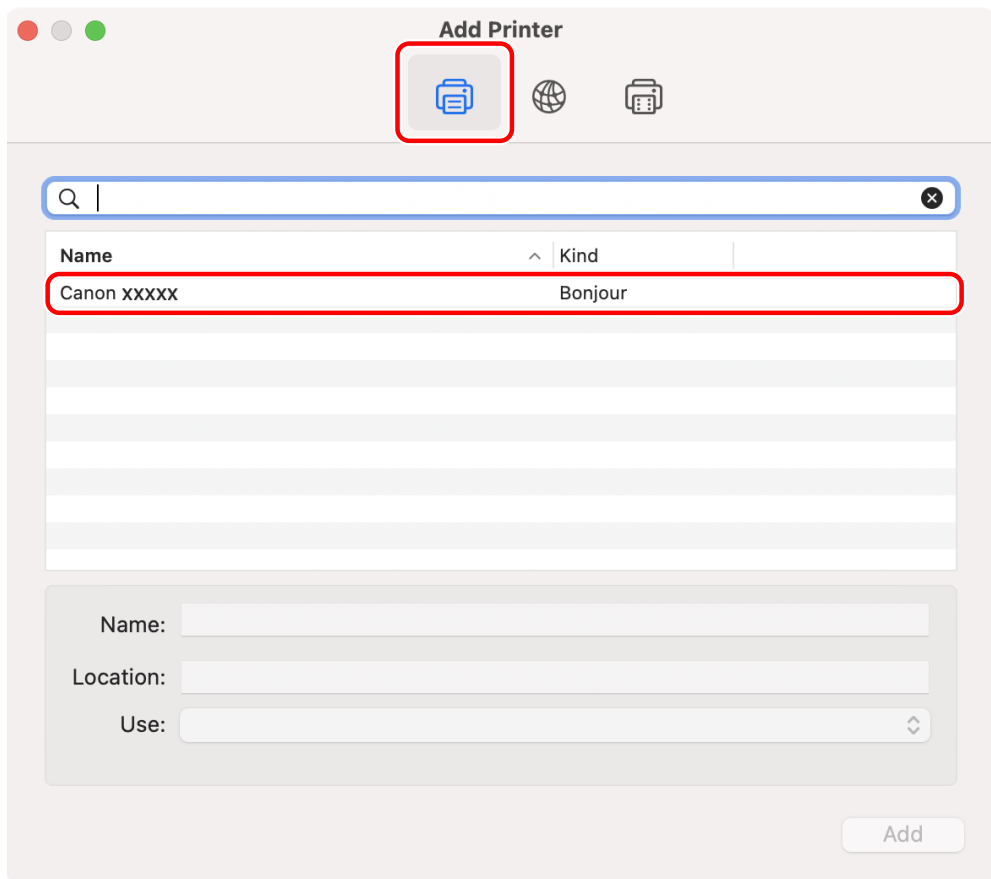 Add Printer
Name Kind
Canon xxxxx Bonjour
Name:
Location:
Use:
Add